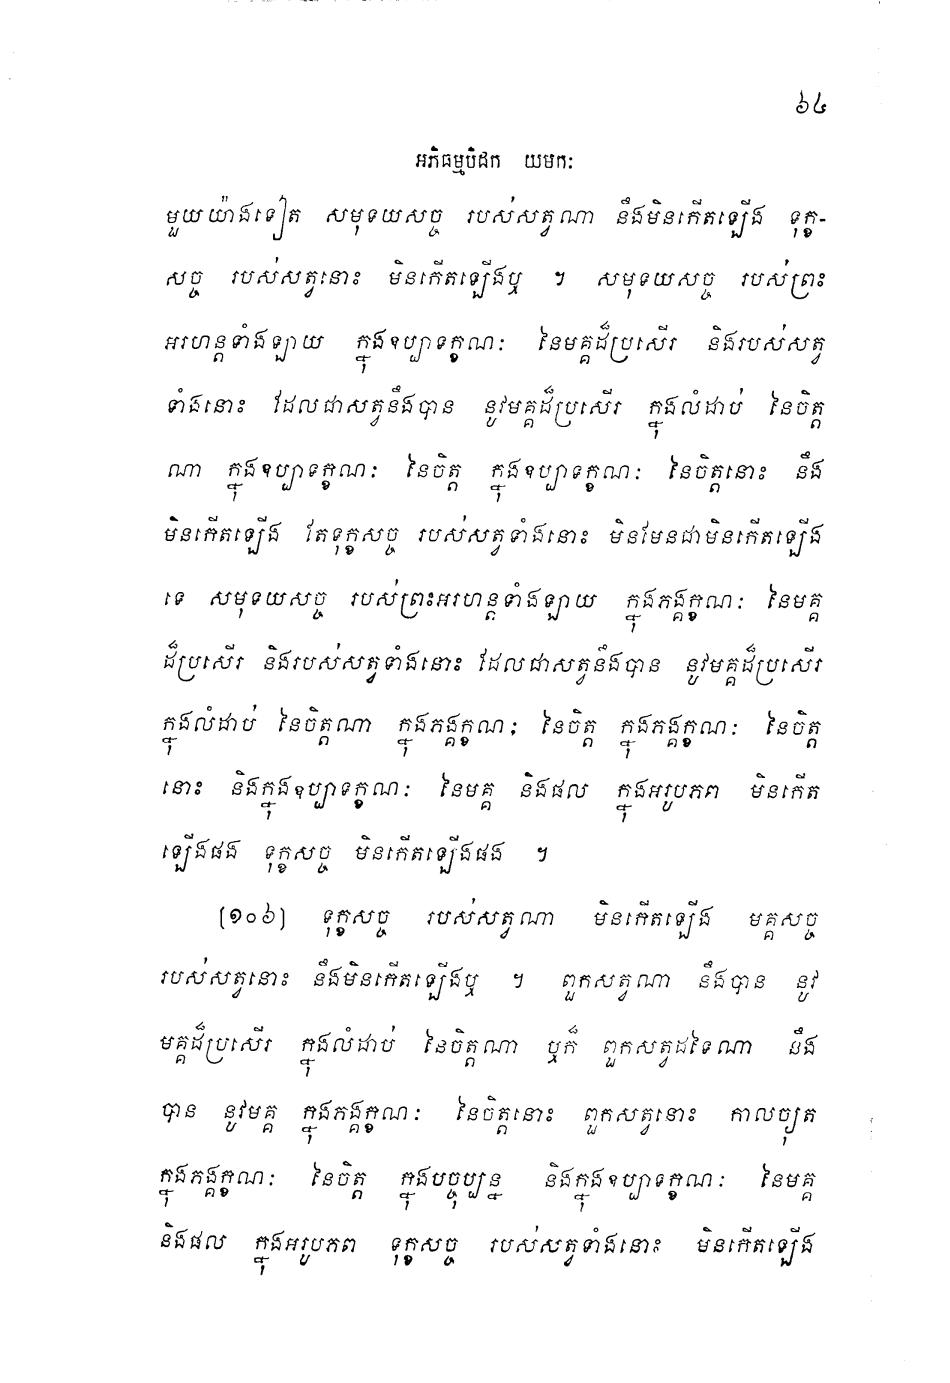 ៦៤
អភិធម្មបិដក យមកៈ
មួយយ៉ាងទៀត សមុទយសច្ច របស់សត្វណា នឹងមិនកើតឡើង ទុក្ខ-
សច្ច របស់សត្វនោះ មិនកើតឡើងឬ ។ សមុទយសច្ច របស់ព្រះ
អរហន្តទាំងឡាយ ក្នុងឧប្បាទក្ខណៈ នៃមគ្គដ៏ប្រសើរ និងរបស់សត្វ
ទាំងនោះ ដែលជាសត្វនឹងបាន នូវមគ្គដ៏ប្រសើរ ក្នុងលំដាប់ នៃចិត្ត
ណា ក្នុងឧប្បាទក្ខណៈ នៃចិត្ត ក្នុងឧប្បាទក្ខណៈ នៃចិត្តនោះ នឹង
មិនកើតឡើង តែទុក្ខសច្ច របស់សត្វទាំងនោះ មិនមែនជាមិនកើតឡើង
ទេ សមុទយសច្ច របស់ព្រះអរហន្តទាំងឡាយ ក្នុងភង្គក្ខណៈ នៃមគ្គ
ដ៏ប្រសើរ និងរបស់សត្វទាំងនោះ ដែលជាសត្វនឹងបាន នូវមគ្គដ៏ប្រសើរ
ក្នុងលំដាប់ នៃចិត្តណា ក្នុងភង្គក្ខណៈ នៃចិត្ត ក្នុងភង្គក្ខណៈ នៃចិត្ត
នោះ និងក្នុងឧប្បាទក្ខណៈ នៃមគ្គ និងផល ក្នុងអរូបភព មិនកើត
ឡើងផង ទុក្ខសច្ច មិនកើតឡើងផង ។
[១០៦] ទុក្ខសច្ច របស់សត្វណា មិនកើតឡើង មគ្គសច្ច
របស់សត្វនោះ នឹងមិនកើតឡើងឬ ។ ពួកសត្វណា នឹងបាន នូវ
មគ្គដ៏ប្រសើរ ក្នុងលំដាប់ នៃចិត្តណា ឬក៏ ពួកសត្វដទៃណា នឹង
បាន នូវមគ្គ ក្នុងភង្គក្ខណៈ នៃចិត្តនោះ ពួកសត្វនោះ កាលច្យុត
ក្នុងភង្គក្ខណៈ នៃចិត្ត ក្នុងបច្ចុប្បន្ន និងក្នុងឧប្បាទក្ខណៈ នៃមគ្គ
និងផល ក្នុងអរូបភព ទុក្ខសច្ច របស់សត្វទាំងនោះ មិនកើតឡើង